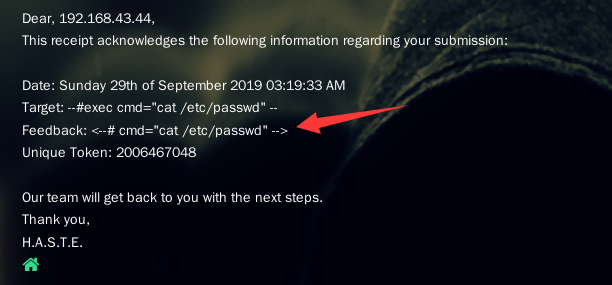 Dear, 192.168.43.44,
This receipt acknowledges the following information regarding your submission:
Date: Sunday 29th of September 2019 03:19:33 AM
Target: --#exec cmd="cat /etc/passwd" --
Feedback: <--# cmd="cat /etc/passwd" -->
Unique Token: 2006467048
Our team will get back to you with the next steps.
Thank you,
H.A.S.T.E.